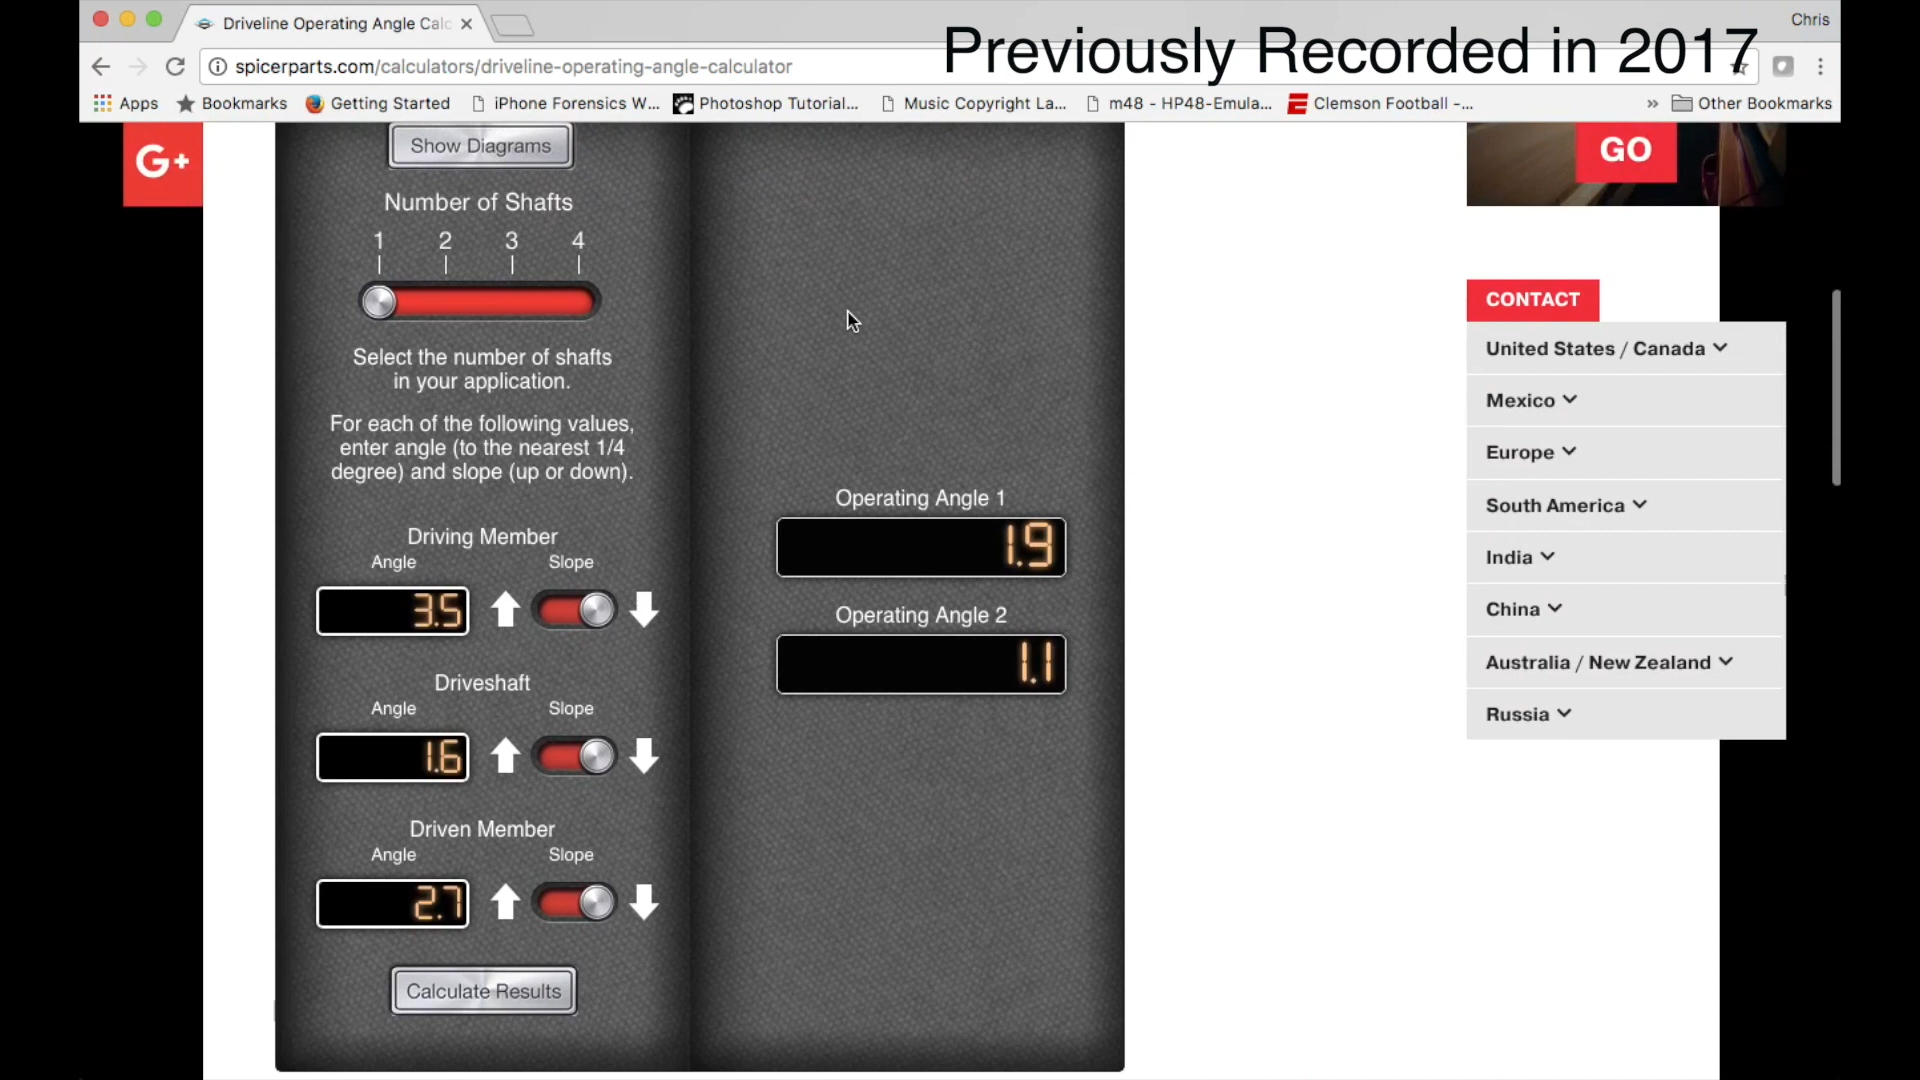 Driveline Operating Angle Calc
Chris
Previously Recorded in 2017
spicerparts.com/calculators/driveline-operating-angle-calculator
Apps
Bookmarks
Getting Started
iPhone Forensics W...
Photoshop Tutorial...
Music Copyright La...
m48 - HP48-Emula...
Clemson Football -...
»
Other Bookmarks
G+
Show Diagrams
GO
Number of Shafts
1 2 3 4
Select the number of shafts
in your application.
For each of the following values,
enter angle (to the nearest 1/4
degree) and slope (up or down).
Driving Member
Angle Slope
3.5
Driveshaft
Angle Slope
1.6
Driven Member
Angle Slope
2.7
Calculate Results
Operating Angle 1
1.9
Operating Angle 2
1.1
CONTACT
United States / Canada
Mexico
Europe
South America
India
China
Australia / New Zealand
Russia